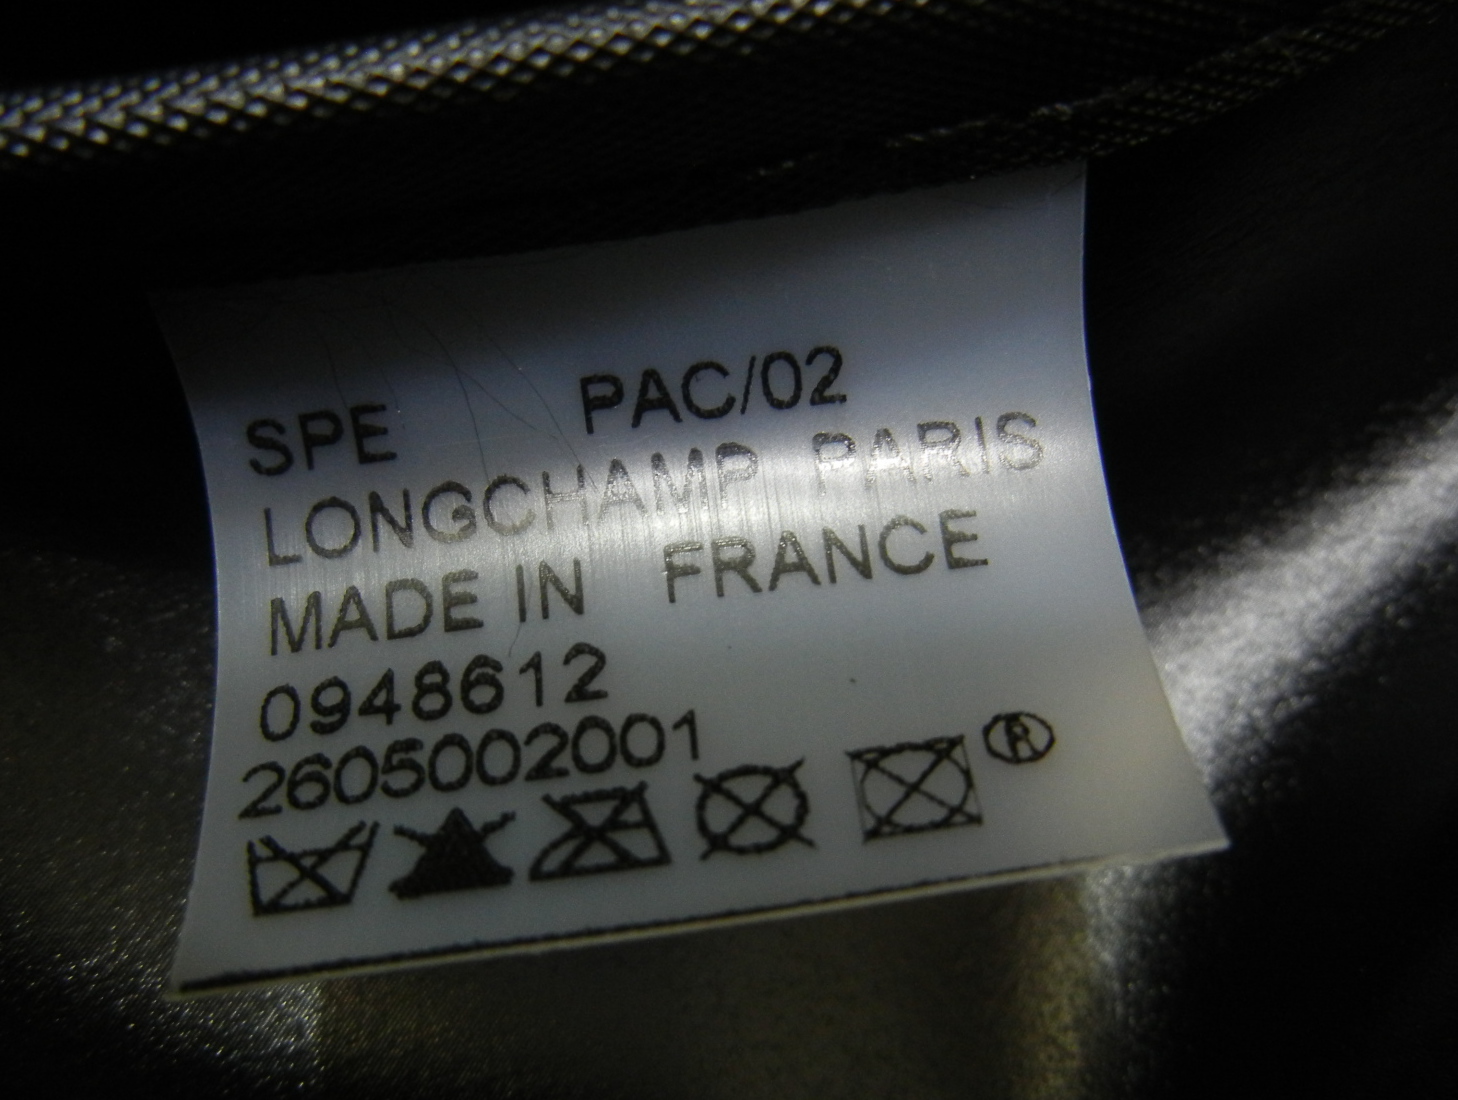 SPE PAC/02
LONGCHAMP PARIS
MADE IN FRANCE
0948612
2605002001
®